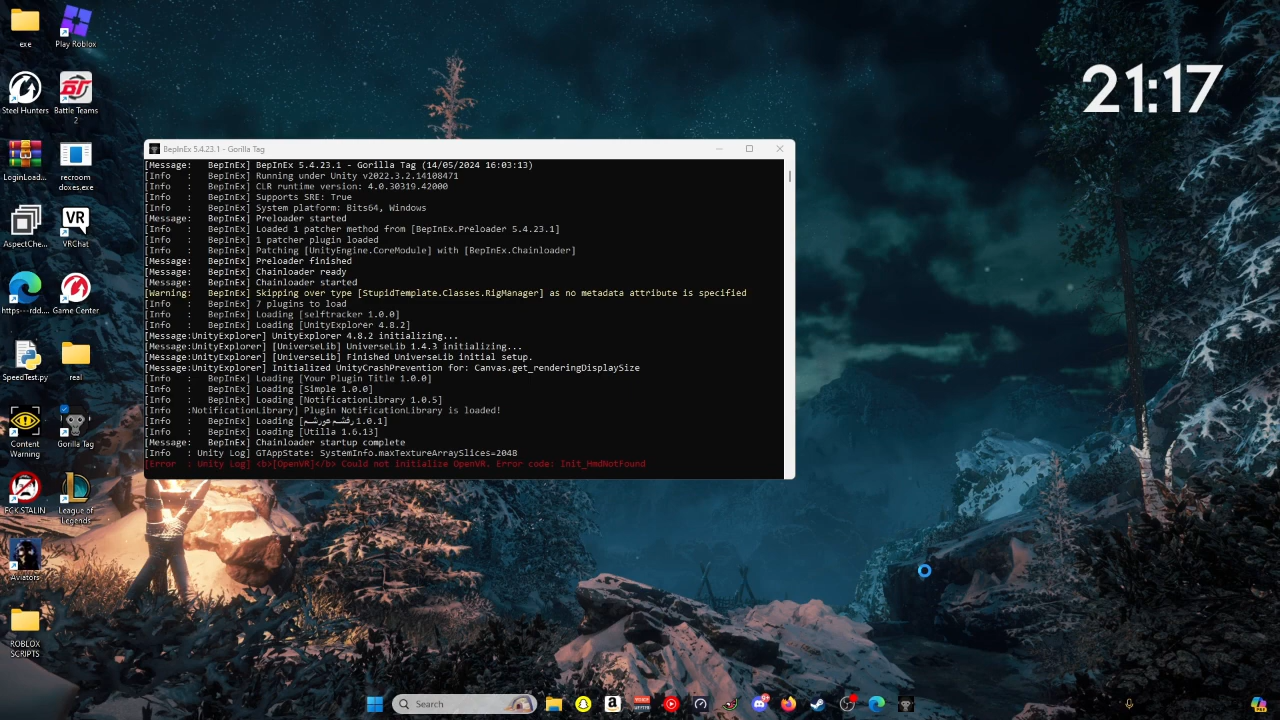 exe
Play Roblox
Steel Hunters
Battle Teams
2
LoginLoad...
recroom
doxes.exe
AspectChe...
VR
VRChat
https---rdd....
Game Center
SpeedTest.py
real
Content
Warning
Gorilla Tag
FCK STALIN
League of
Legends
Aviators
ROBLOX
SCRIPTS
21:17
BepInEx 5.4.23.1 - Gorilla Tag
[Message:   BepInEx] BepInEx 5.4.23.1 - Gorilla Tag (14/05/2024 16:03:13)
[Info   :   BepInEx] Running under Unity v2022.3.2.14108471
[Info   :   BepInEx] CLR runtime version: 4.0.30319.42000
[Info   :   BepInEx] Supports SRE: True
[Info   :   BepInEx] System platform: Bits64, Windows
[Message:   BepInEx] Preloader started
[Info   :   BepInEx] Loaded 1 patcher method from [BepInEx.Preloader 5.4.23.1]
[Info   :   BepInEx] 1 patcher plugin loaded
[Info   :   BepInEx] Patching [UnityEngine.CoreModule] with [BepInEx.Chainloader]
[Message:   BepInEx] Preloader finished
[Message:   BepInEx] Chainloader ready
[Message:   BepInEx] Chainloader started
[Warning:   BepInEx] Skipping over type [StupidTemplate.Classes.RigManager] as no metadata attribute is specified
[Info   :   BepInEx] 7 plugins to load
[Info   :   BepInEx] Loading [selftracker 1.0.0]
[Info   :   BepInEx] Loading [UnityExplorer 4.8.2]
[Message:UnityExplorer] UnityExplorer 4.8.2 initializing...
[Message:UnityExplorer] [UniverseLib] UniverseLib 1.4.3 initializing...
[Message:UnityExplorer] [UniverseLib] Finished UniverseLib initial setup.
[Message:UnityExplorer] Initialized UnityCrashPrevention for: Canvas.get_renderingDisplaySize
[Info   :   BepInEx] Loading [Your Plugin Title 1.0.0]
[Info   :   BepInEx] Loading [Simple 1.0.0]
[Info   :   BepInEx] Loading [NotificationLibrary 1.0.5]
[Info   :NotificationLibrary] Plugin NotificationLibrary is loaded!
[Info   :   BepInEx] Loading [1.0.1]
[Info   :   BepInEx] Loading [Utilla 1.6.13]
[Message:   BepInEx] Chainloader startup complete
[Info   : Unity Log] GTAppState: SystemInfo.maxTextureArraySlices=2048
[Error  : Unity Log] <b>[OpenVR]</b> Could not initialize OpenVR. Error code: Init_HmdNotFound
Search